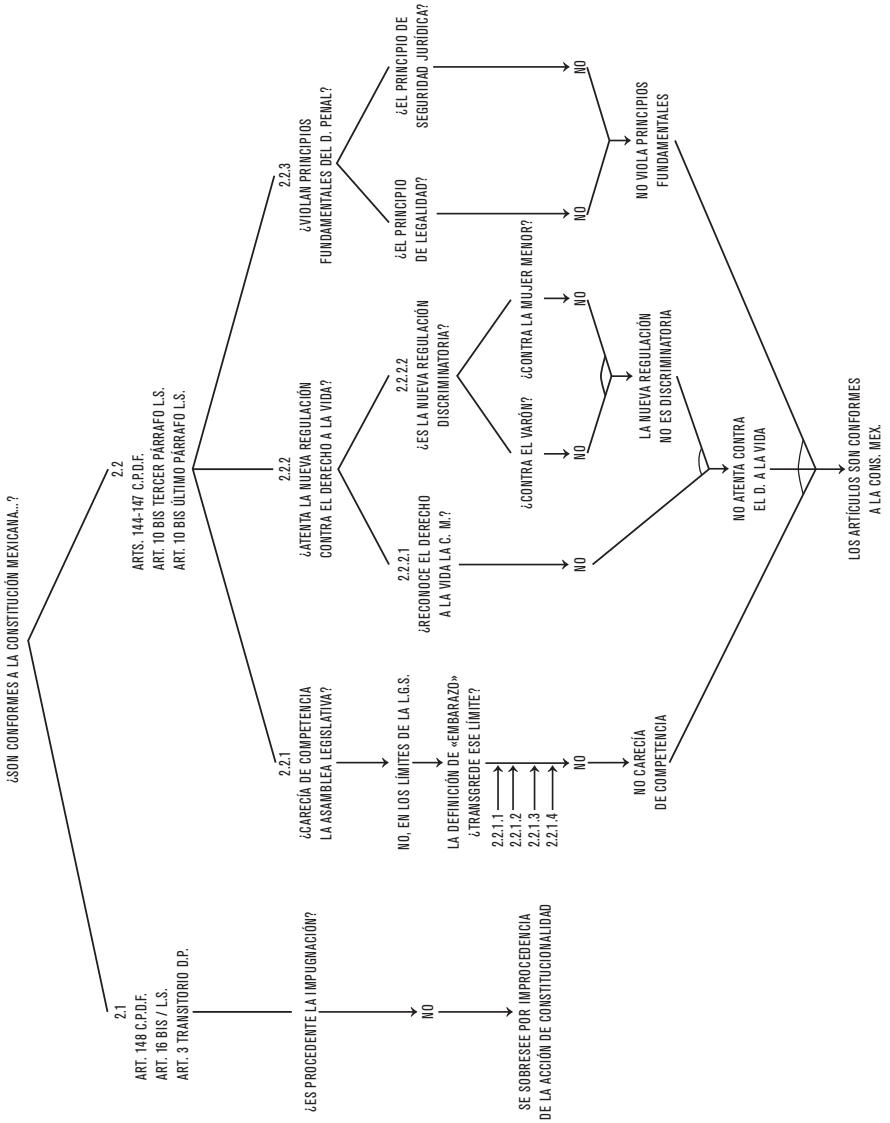 ¿SON CONFORMES A LA CONSTITUCIÓN MEXICANA...?
2.1
ART. 148 C.P.D.F.
ART. 16 BIS / L.S.
ART. 3 TRANSITORIO D.P.
¿ES PROCEDENTE LA IMPUGNACIÓN?
NO
SE SOBRESEE POR IMPROCEDENCIA
DE LA ACCIÓN DE CONSTITUCIONALIDAD
2.2
ARTS. 144-147 C.P.D.F.
ART. 10 BIS TERCER PÁRRAFO L.S.
ART. 10 BIS ÚLTIMO PÁRRAFO L.S.
2.2.1
¿CARECÍA DE COMPETENCIA
LA ASAMBLEA LEGISLATIVA?
NO, EN LOS LÍMITES DE LA L.G.S.
LA DEFINICIÓN DE «EMBARAZO»
¿TRANSGREDE ESE LÍMITE?
2.2.1.1
2.2.1.2
2.2.1.3
2.2.1.4
NO
NO CARECÍA
DE COMPETENCIA
2.2.2
¿ATENTA LA NUEVA REGULACIÓN
CONTRA EL DERECHO A LA VIDA?
2.2.2.1
¿RECONOCE EL DERECHO
A LA VIDA LA C. M.?
NO
2.2.2.2
¿ES LA NUEVA REGULACIÓN
DISCRIMINATORIA?
¿CONTRA EL VARÓN?
NO
¿CONTRA LA MUJER MENOR?
NO
LA NUEVA REGULACIÓN
NO ES DISCRIMINATORIA
NO ATENTA CONTRA
EL D. A LA VIDA
2.2.3
¿VIOLAN PRINCIPIOS
FUNDAMENTALES DEL D. PENAL?
¿EL PRINCIPIO
DE LEGALIDAD?
NO
¿EL PRINCIPIO DE
SEGURIDAD JURÍDICA?
NO
NO VIOLA PRINCIPIOS
FUNDAMENTALES
LOS ARTÍCULOS SON CONFORMES
A LA CONS. MEX.